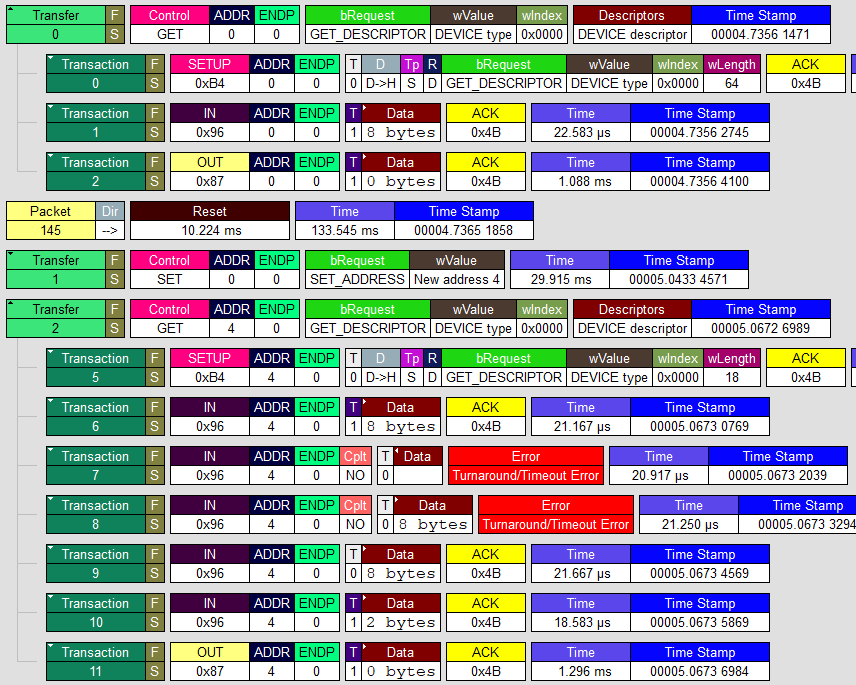 Transfer F Control ADDR ENDP bRequest wValue wIndex Descriptors Time Stamp
0 S GET 0 0 GET_DESCRIPTOR DEVICE type 0x0000 DEVICE descriptor 00004.7356 1471
Transaction F SETUP ADDR ENDP T D Tp R bRequest wValue wIndex wLength ACK
0 S 0xB4 0 0 0 D->H S D GET_DESCRIPTOR DEVICE type 0x0000 64 0x4B
Transaction F IN ADDR ENDP T Data ACK Time Time Stamp
1 S 0x96 0 0 1 8 bytes 0x4B 22.583 µs 00004.7356 2745
Transaction F OUT ADDR ENDP T Data ACK Time Time Stamp
2 S 0x87 0 0 1 0 bytes 0x4B 1.088 ms 00004.7356 4100
Packet Dir Reset Time Time Stamp
145 --> 10.224 ms 133.545 ms 00004.7365 1858
Transfer F Control ADDR ENDP bRequest wValue Time Time Stamp
1 S SET 0 0 SET_ADDRESS New address 4 29.915 ms 00005.0433 4571
Transfer F Control ADDR ENDP bRequest wValue wIndex Descriptors Time Stamp
2 S GET 4 0 GET_DESCRIPTOR DEVICE type 0x0000 DEVICE descriptor 00005.0672 6989
Transaction F SETUP ADDR ENDP T D Tp R bRequest wValue wIndex wLength ACK
5 S 0xB4 4 0 0 D->H S D GET_DESCRIPTOR DEVICE type 0x0000 18 0x4B
Transaction F IN ADDR ENDP T Data ACK Time Time Stamp
6 S 0x96 4 0 1 8 bytes 0x4B 21.167 µs 00005.0673 0769
Transaction F IN ADDR ENDP Cplt T Data Error Time Time Stamp
7 S 0x96 4 0 NO 0 Turnaround/Timeout Error 20.917 µs 00005.0673 2039
Transaction F IN ADDR ENDP Cplt T Data Error Time Time Stamp
8 S 0x96 4 0 NO 0 8 bytes Turnaround/Timeout Error 21.250 µs 00005.0673 3294
Transaction F IN ADDR ENDP T Data ACK Time Time Stamp
9 S 0x96 4 0 0 8 bytes 0x4B 21.667 µs 00005.0673 4569
Transaction F IN ADDR ENDP T Data ACK Time Time Stamp
10 S 0x96 4 0 1 2 bytes 0x4B 18.583 µs 00005.0673 5869
Transaction F OUT ADDR ENDP T Data ACK Time Time Stamp
11 S 0x87 4 0 1 0 bytes 0x4B 1.296 ms 00005.0673 6984